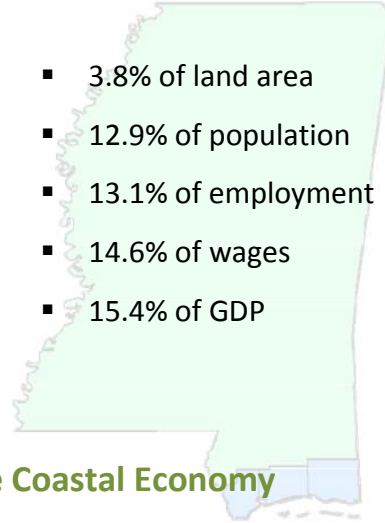 ▪ 3.8% of land area
▪ 12.9% of population
▪ 13.1% of employment
▪ 14.6% of wages
▪ 15.4% of GDP
Coastal Economy